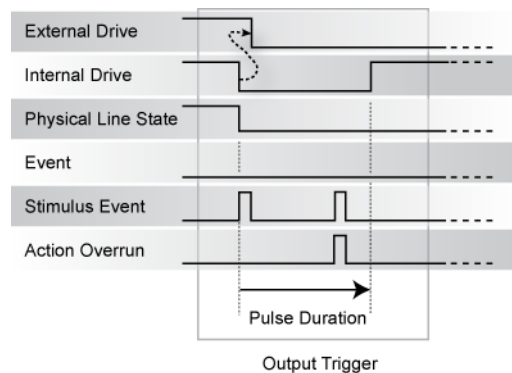 External Drive
Internal Drive
Physical Line State
Event
Stimulus Event
Action Overrun
Pulse Duration
Output Trigger